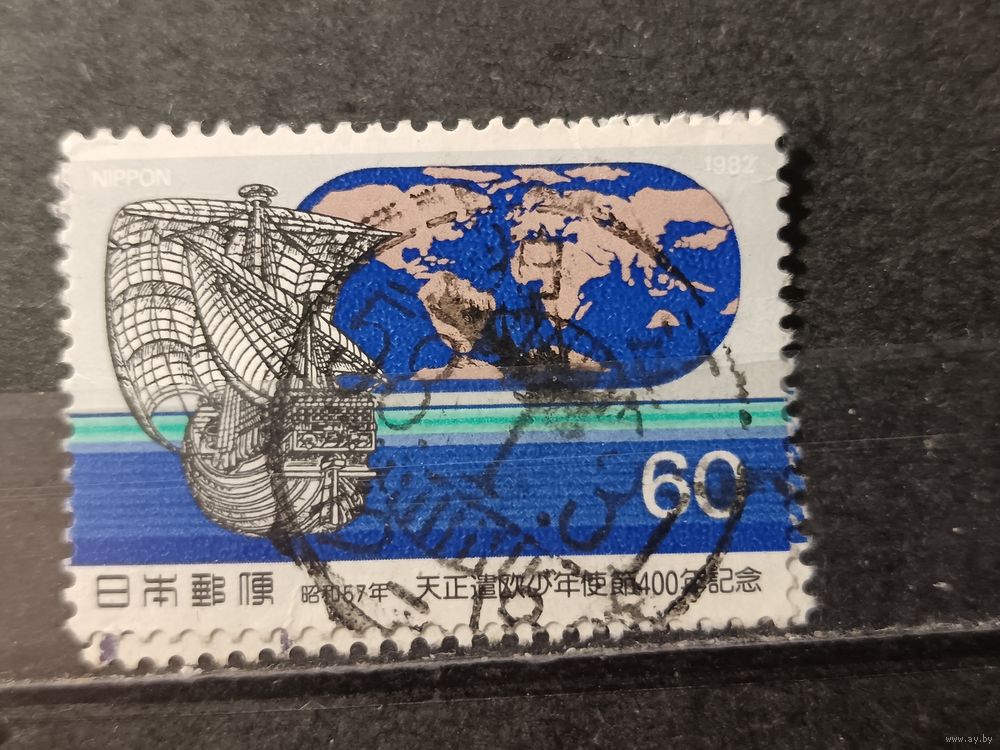 NIPPON 1982
60
日本郵便 昭和57年 天正遣欧少年使節400年記念
www.ay.by